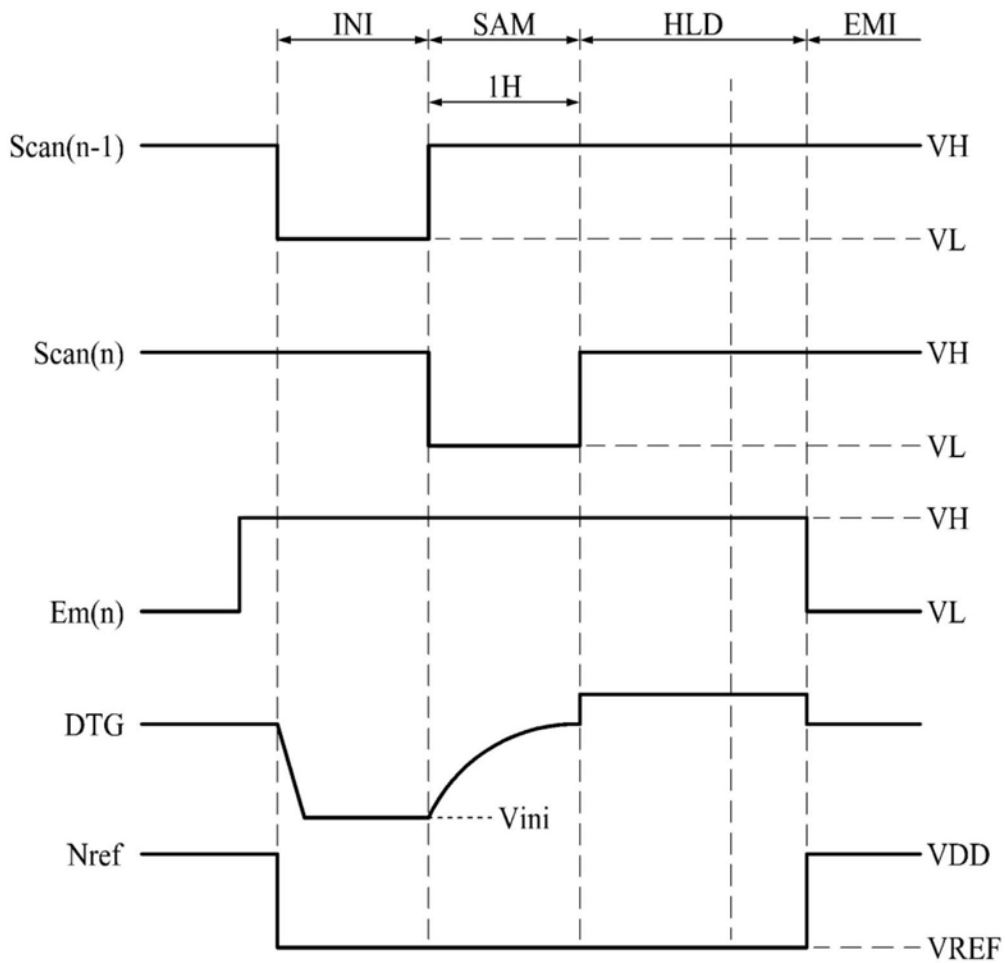 INI SAM HLD EMI
1H
Scan(n-1) VH
VL
Scan(n) VH
VL
VH
Em(n) VL
DTG
Vini
Nref VDD
VREF